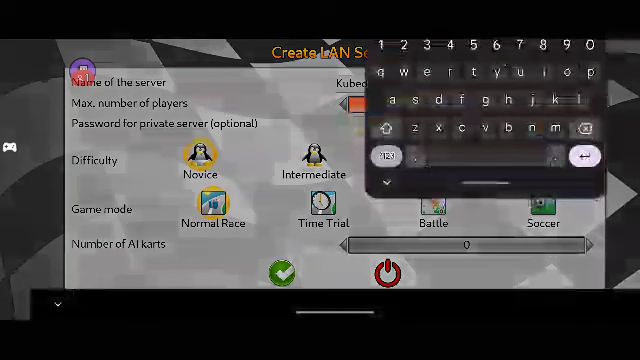 Create LAN Se
Name of the server
Max. number of players
Password for private server (optional)
Difficulty
Novice
Intermediate
Game mode
Normal Race
Time Trial
Battle
Soccer
Number of AI karts
0
1 2 3 4 5 6 7 8 9 0
q w e r t y u i o p
a s d f g h j k l
z x c v b n m
?123 , .